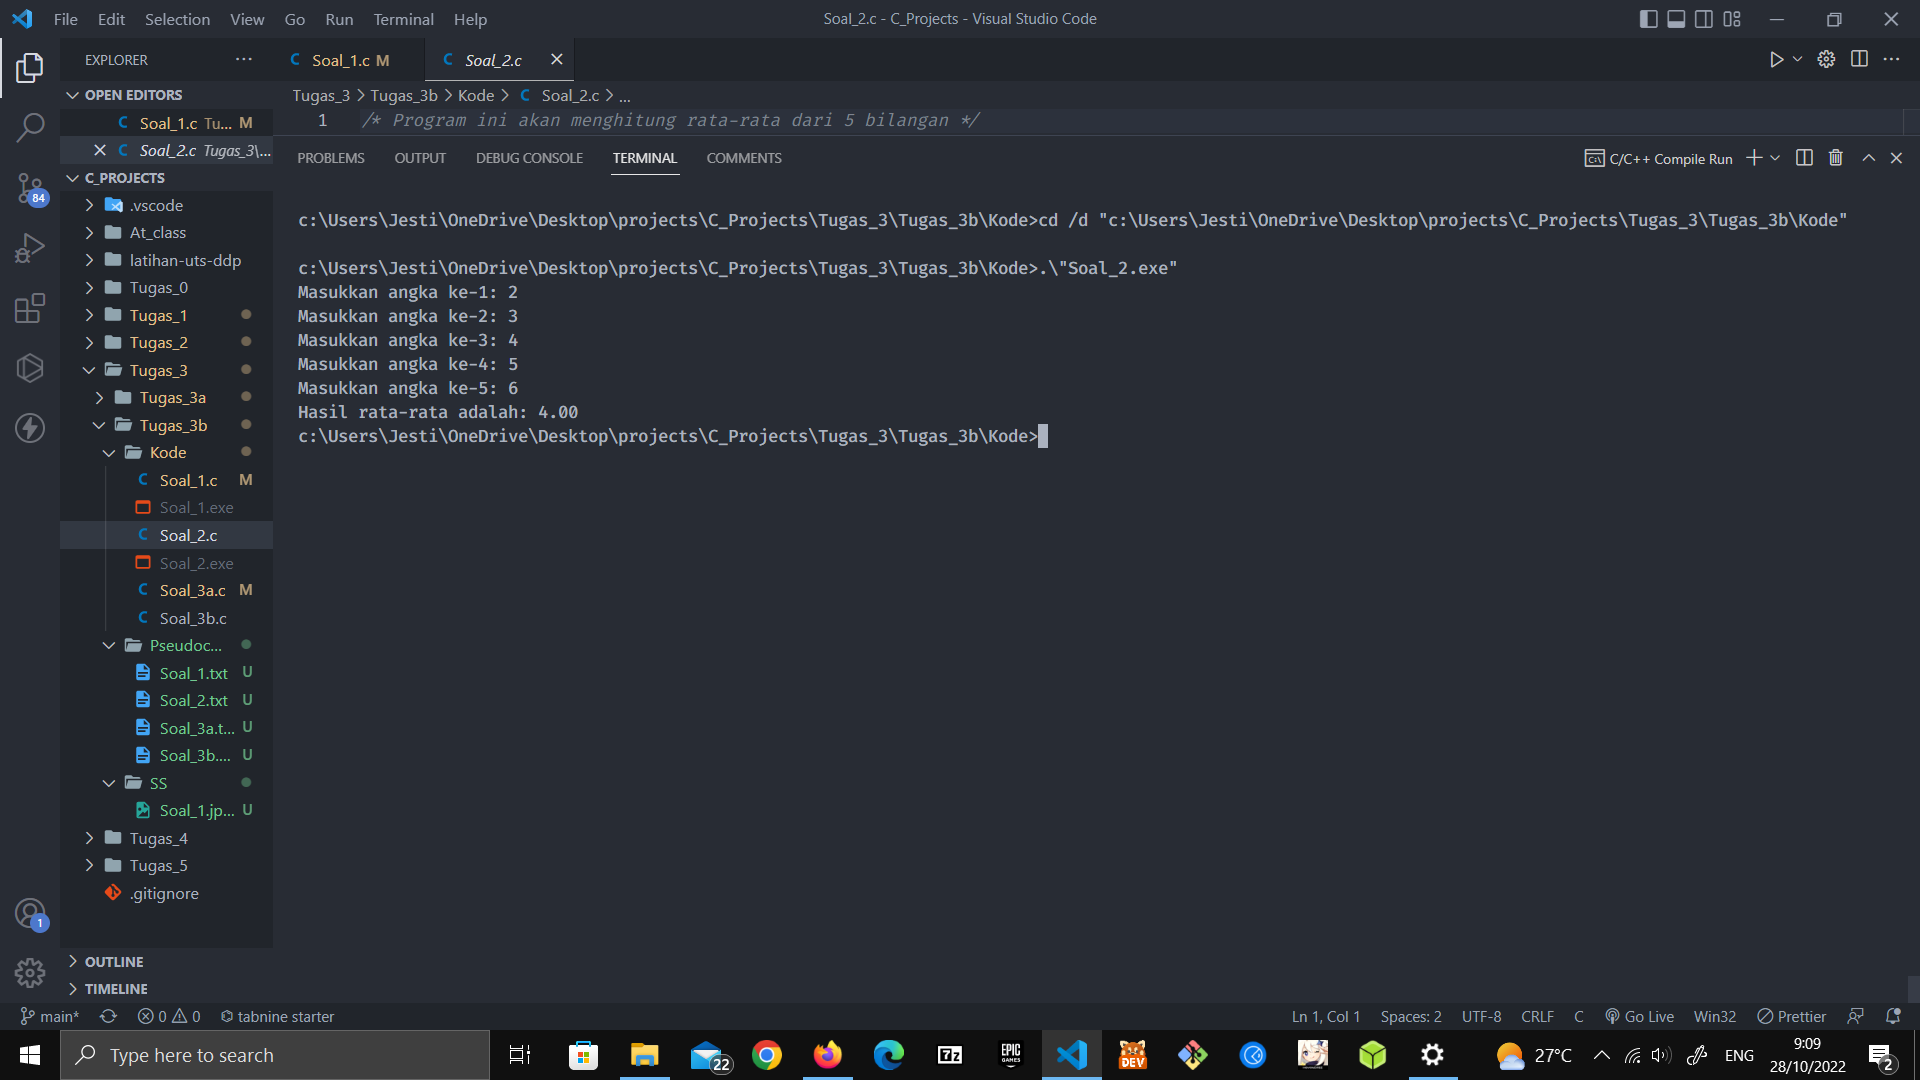 File Edit Selection View Go Run Terminal Help
Soal_2.c - C_Projects - Visual Studio Code
EXPLORER
Soal_1.c M
Soal_2.c
OPEN EDITORS
Soal_1.c Tu... M
Soal_2.c Tugas_3\...
C_PROJECTS
.vscode
At_class
latihan-uts-ddp
Tugas_0
Tugas_1
Tugas_2
Tugas_3
Tugas_3a
Tugas_3b
Kode
Soal_1.c M
Soal_1.exe
Soal_2.c
Soal_2.exe
Soal_3a.c M
Soal_3b.c
Pseudoc...
Soal_1.txt U
Soal_2.txt U
Soal_3a.t... U
Soal_3b.... U
SS
Soal_1.jp... U
Tugas_4
Tugas_5
.gitignore
OUTLINE
TIMELINE
84
1
Tugas_3 > Tugas_3b > Kode > C Soal_2.c > ...
1 /* Program ini akan menghitung rata-rata dari 5 bilangan */
PROBLEMS OUTPUT DEBUG CONSOLE TERMINAL COMMENTS
C/C++ Compile Run
c:\Users\Jesti\OneDrive\Desktop\projects\C_Projects\Tugas_3\Tugas_3b\Kode>cd /d "c:\Users\Jesti\OneDrive\Desktop\projects\C_Projects\Tugas_3\Tugas_3b\Kode"
c:\Users\Jesti\OneDrive\Desktop\projects\C_Projects\Tugas_3\Tugas_3b\Kode>.\"Soal_2.exe"
Masukkan angka ke-1: 2
Masukkan angka ke-2: 3
Masukkan angka ke-3: 4
Masukkan angka ke-4: 5
Masukkan angka ke-5: 6
Hasil rata-rata adalah: 4.00
c:\Users\Jesti\OneDrive\Desktop\projects\C_Projects\Tugas_3\Tugas_3b\Kode>
main* 0 0 tabnine starter
Ln 1, Col 1 Spaces: 2 UTF-8 CRLF C Go Live Win32 Prettier
Type here to search
22
7z
EPIC GAMES
DEV
27°C
ENG
9:09
28/10/2022
2